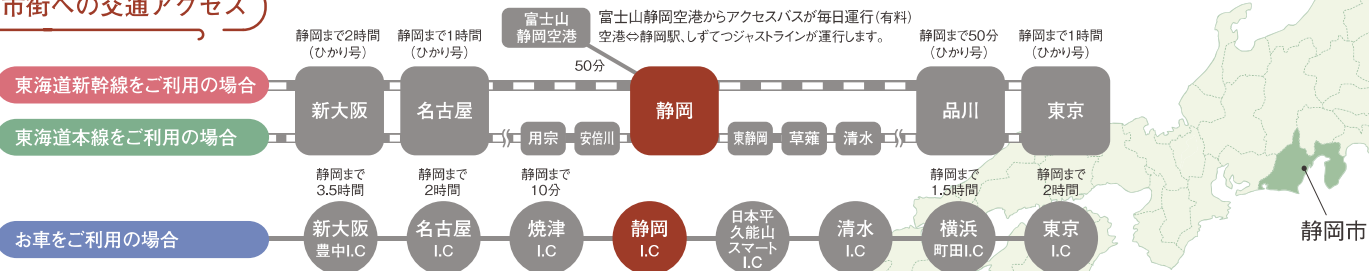 市街への交通アクセス
富士山
静岡空港
富士山静岡空港からアクセスバスが毎日運行(有料)
空港⇔静岡駅、しずてつジャストラインが運行します。
50分
静岡まで2時間
(ひかり号)
静岡まで1時間
(ひかり号)
静岡まで50分
(ひかり号)
静岡まで1時間
(ひかり号)
東海道新幹線をご利用の場合
新大阪
名古屋
静岡
品川
東京
東海道本線をご利用の場合
用宗
安倍川
東静岡
草薙
清水
静岡まで
3.5時間
静岡まで
2時間
静岡まで
10分
静岡まで
1.5時間
静岡まで
2時間
お車をご利用の場合
新大阪
豊中I.C
名古屋
I.C
焼津
I.C
静岡
I.C
日本平
久能山
スマート
I.C
清水
I.C
横浜
町田I.C
東京
I.C
静岡市